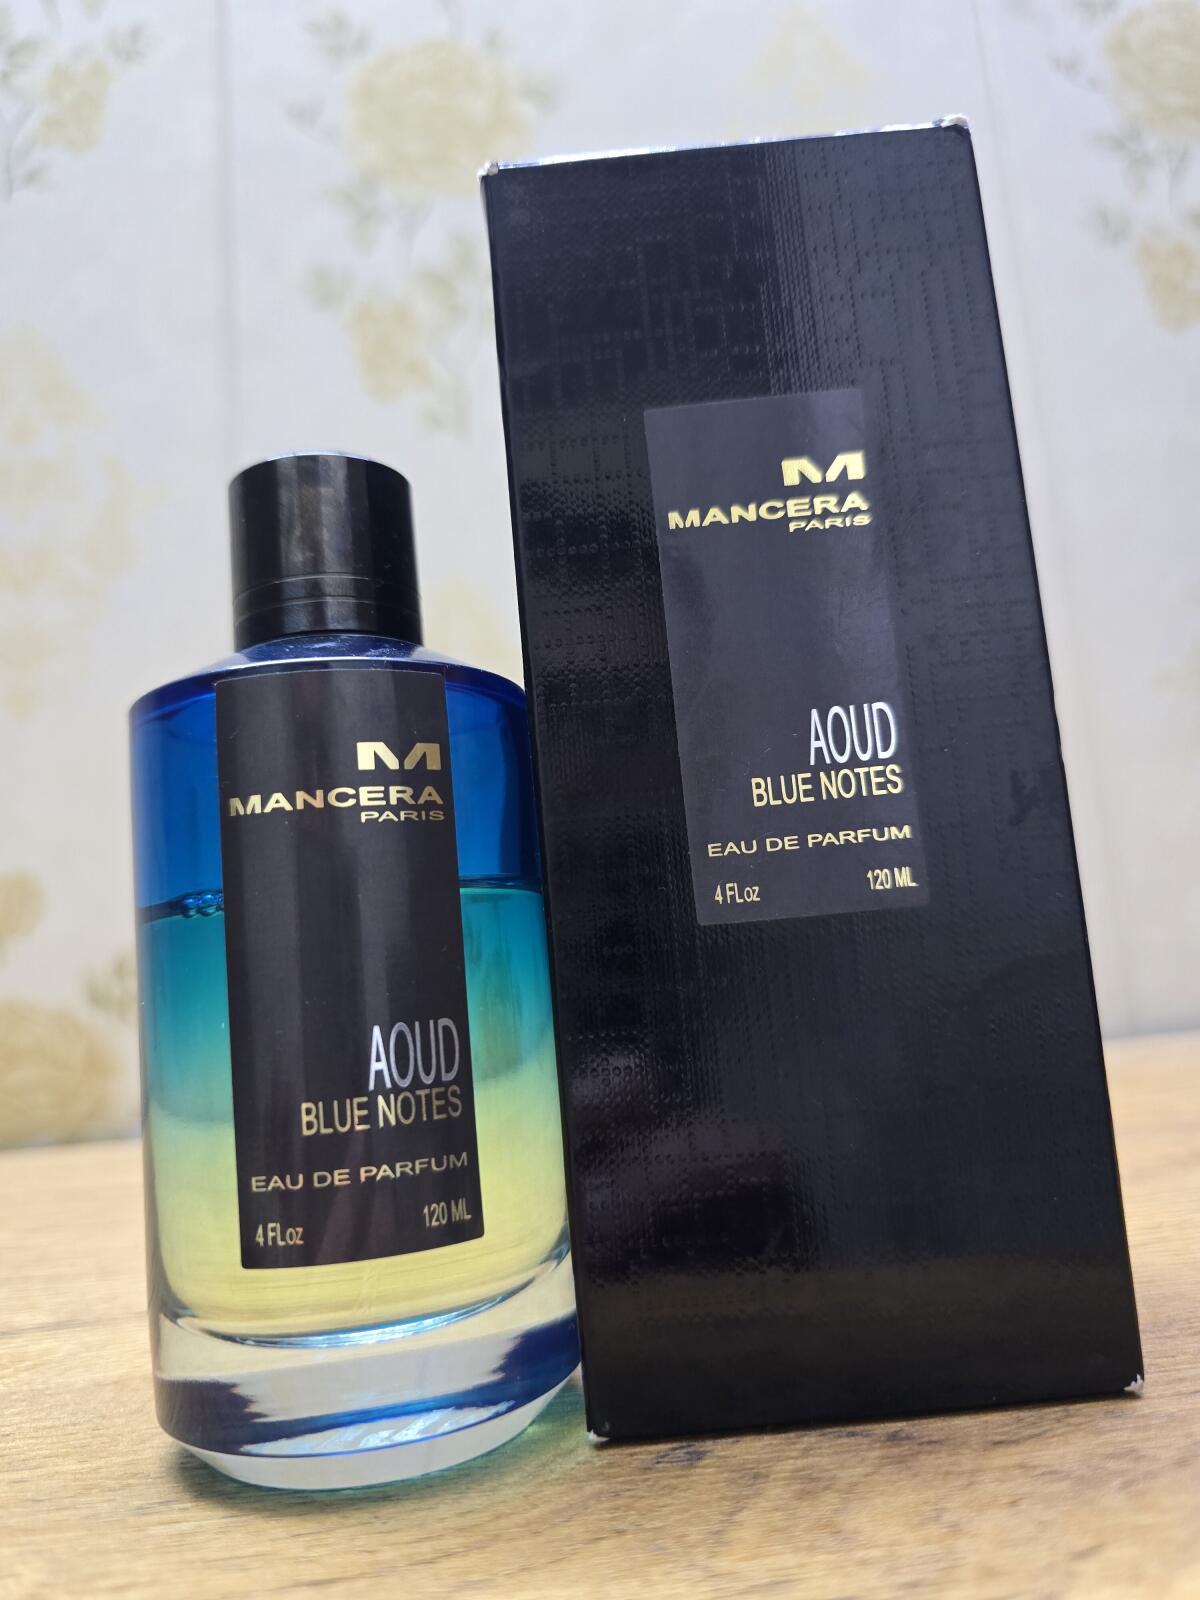 M
MANCERA
PARIS
AOUD
BLUE NOTES
EAU DE PARFUM
4 FLoz 120 ML
M
MANCERA
PARIS
AOUD
BLUE NOTES
EAU DE PARFUM
4 FLoz 120 ML